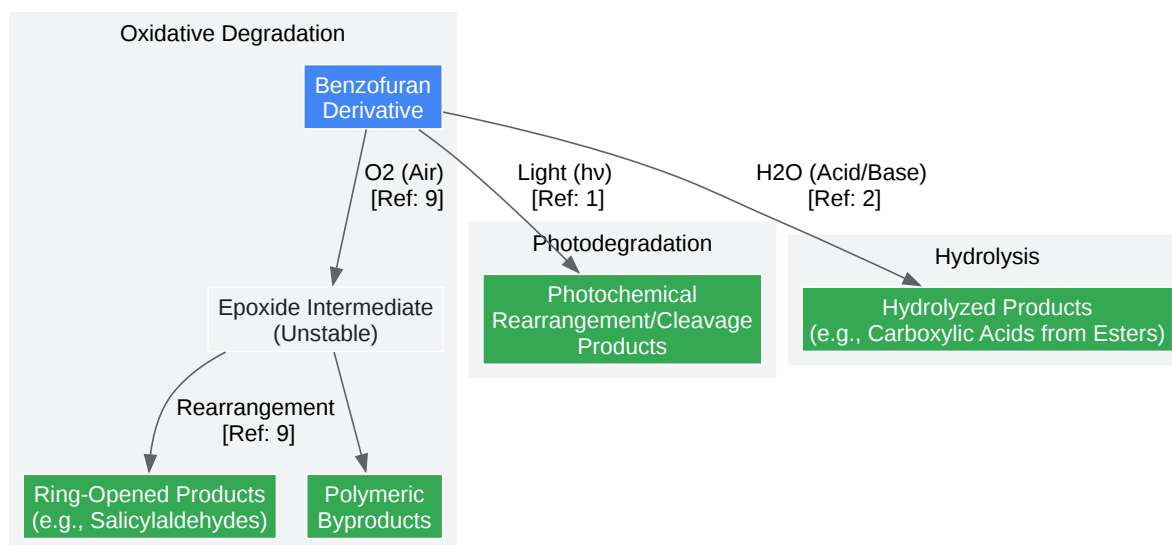 Oxidative Degradation
Benzofuran
Derivative
O2 (Air)
[Ref: 9]
Light (hν)
[Ref: 1]
H2O (Acid/Base)
[Ref: 2]
Photodegradation
Hydrolysis
Epoxide Intermediate
(Unstable)
Photochemical
Rearrangement/Cleavage
Products
Hydrolyzed Products
(e.g., Carboxylic Acids from Esters)
Rearrangement
[Ref: 9]
Ring-Opened Products
(e.g., Salicylaldehydes)
Polymeric
Byproducts